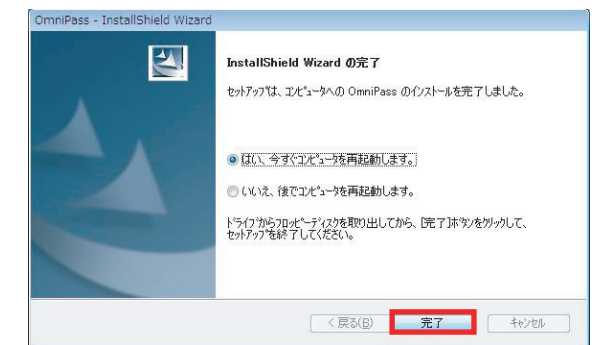 OmniPass - InstallShield Wizard
InstallShield Wizard の完了
セットアップは、コンピュータへの OmniPass のインストールを完了しました。
はい、今すぐコンピュータを再起動します。
いいえ、後でコンピュータを再起動します。
ドライブからフロッピーディスクを取り出してから、[完了]ボタンをクリックして、
セットアップを終了してください。
< 戻る(B)
完了
キャンセル